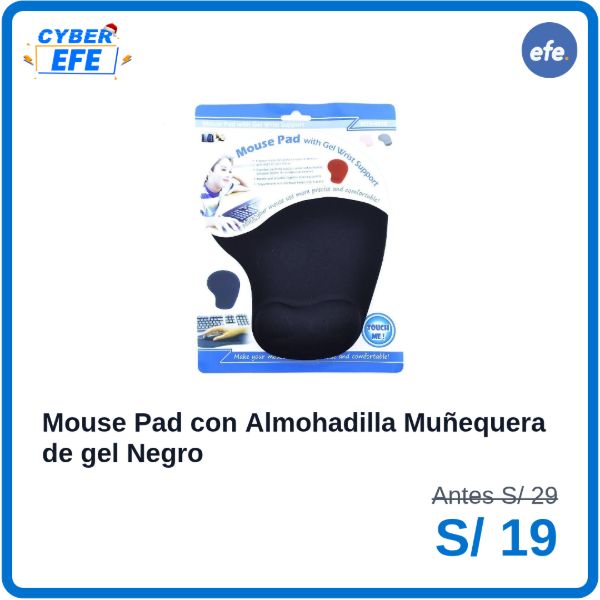 CYBER
EFE
efe.
Mouse Pad with Gel Wrist Support
Make your mouse use more precise and comfortable!
TOUCH
ME !
Mouse Pad con Almohadilla Muñequera
de gel Negro
Antes S/ 29
S/ 19